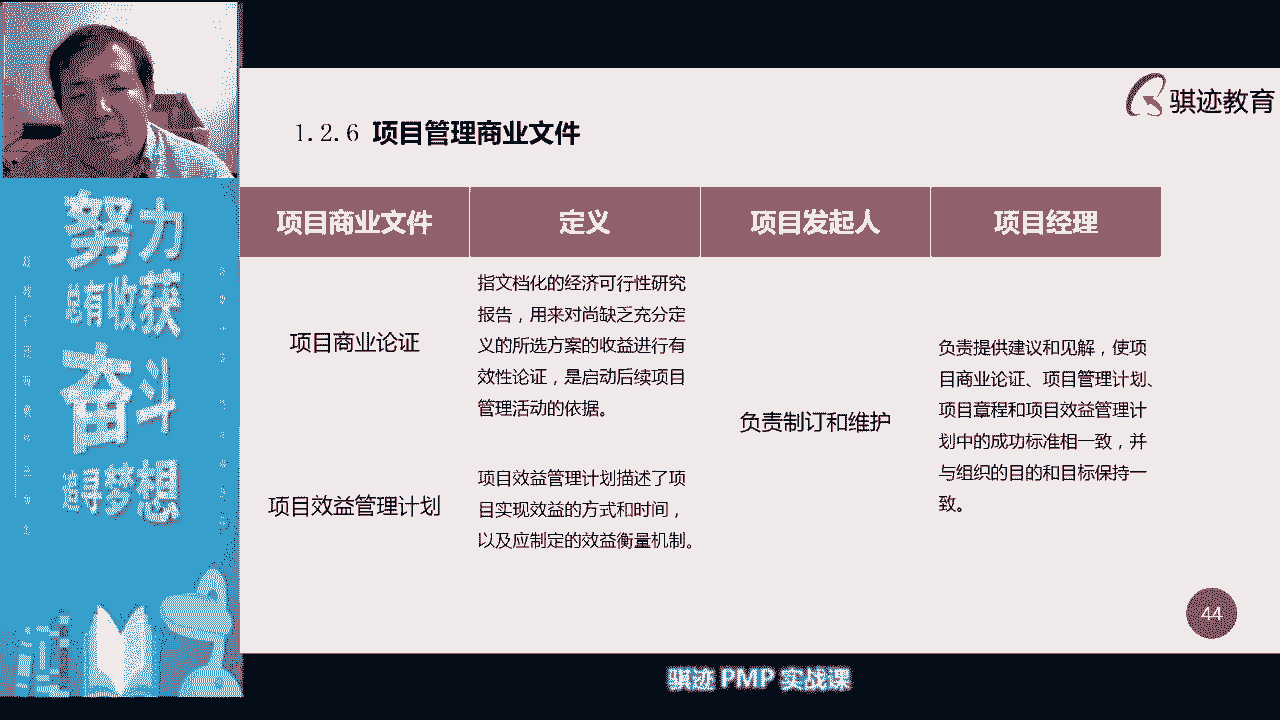 骐迹教育
1.2.6 项目管理商业文件
项目商业文件
定义
项目发起人
项目经理
项目商业论证
指文档化的经济可行性研究
报告，用来对尚缺乏充分定
义的所选方案的收益进行有
效性论证，是启动后续项目
管理活动的依据。
项目效益管理计划
项目效益管理计划描述了项
目实现效益的方式和时间，
以及应制定的效益衡量机制。
负责制订和维护
负责提供建议和见解，使项
目商业论证、项目管理计划、
项目章程和项目效益管理计
划中的成功标准相一致，并
与组织的目的和目标保持一
致。
努力
总有收获
奋斗
追寻梦想
44
骐迹 PMP 实战课